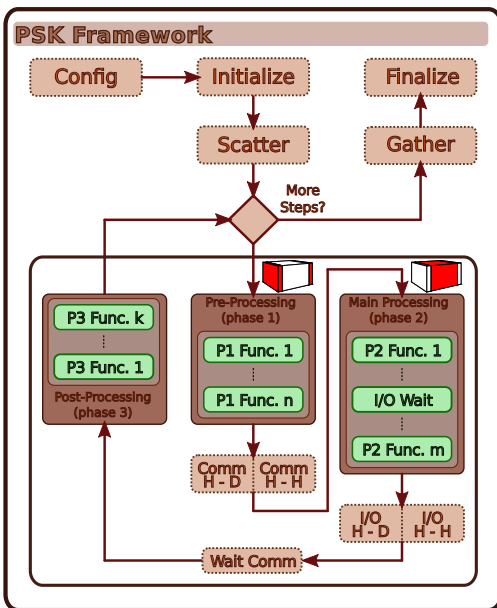 PSK Framework
Config
Initialize
Finalize
Scatter
Gather
More
Steps?
Pre-Processing
(phase 1)
P1 Func. 1
P1 Func. n
Main Processing
(phase 2)
P2 Func. 1
I/O Wait
P2 Func. m
P3 Func. k
P3 Func. 1
Post-Processing
(phase 3)
Comm
H - D
Comm
H - H
I/O
H - D
I/O
H - H
Wait Comm